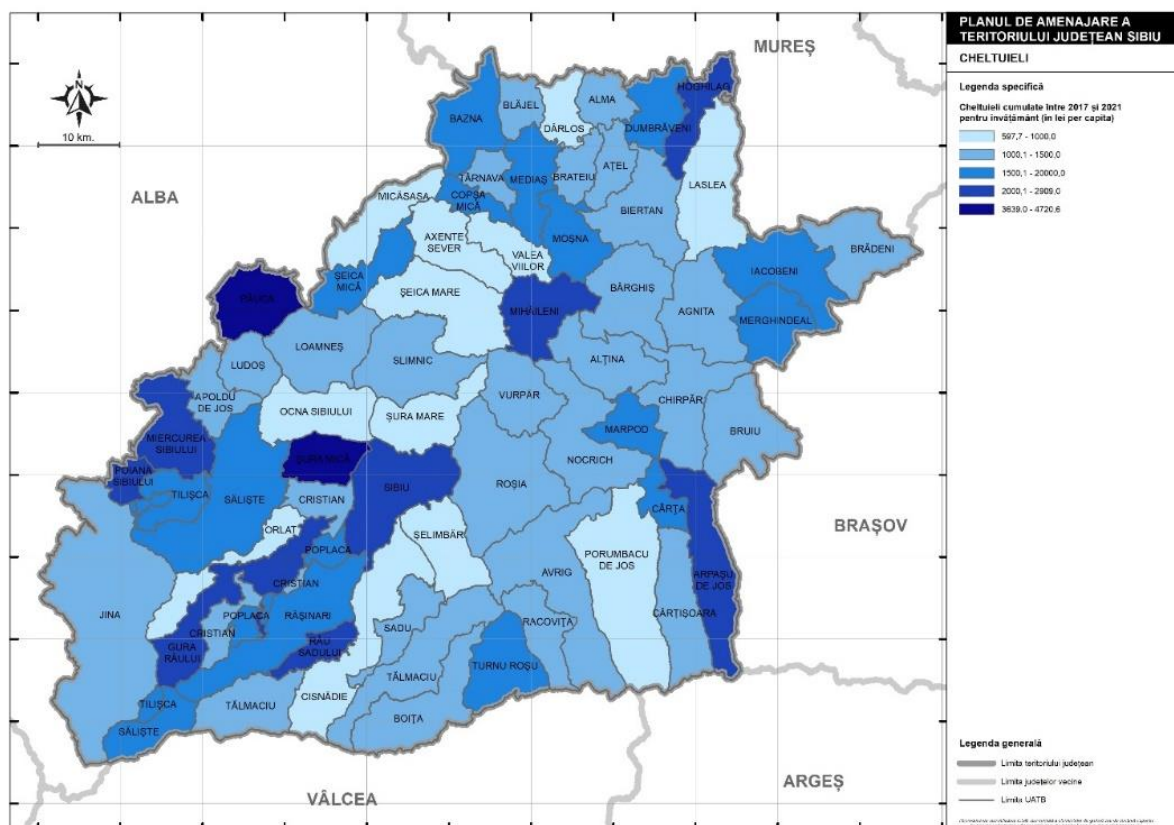 PLANUL DE AMENAJARE A
TERITORIULUI JUDEȚEAN SIBIU
CHELTUIELI
Legenda specifică
Cheltuieli cumulate între 2017 și 2021
pentru învățământ (în lei per capita)
597,7 - 1000,0
1000,1 - 1500,0
1500,1 - 20000,0
2000,1 - 2909,0
3639,0 - 4720,6
N
10 km.
MUREȘ
ALBA
BRAȘOV
ARGEȘ
VÂLCEA
HOGHILAG
BAZNA
BLĂJEL
DÂRLOS
ALMA
DUMBRĂVENI
TÂRNAVA
MEDIAȘ
BRATEIU
AȚEL
LASLEA
MICĂSASA
COPȘA
MICĂ
BIERTAN
AXENTE
SEVER
VALEA
VIILOR
MOȘNA
BRĂDENI
IACOBENI
ȘEICA
MICĂ
ȘEICA MARE
BÂRGHIȘ
PĂUCA
MIHĂILENI
AGNITA
MERGHINDEAL
LOAMNEȘ
LUDOȘ
SLIMNIC
ALȚINA
APOLDU
DE JOS
VURPĂR
CHIRPĂR
OCNA SIBIULUI
ȘURA MARE
MARPOD
BRUIU
MIERCUREA
SIBIULUI
ȘURA MICĂ
NOCRICH
POIANA
SIBIULUI
TILIȘCA
SĂLIȘTE
CRISTIAN
SIBIU
ROȘIA
CÂRȚA
ORLAT
POPLACA
ȘELIMBĂR
PORUMBACU
DE JOS
AVRIG
ARPAȘU
DE JOS
CRISTIAN
JINA
POPLACA
RĂȘINARI
CÂRȚIȘOARA
CRISTIAN
SADU
RACOVIȚA
GURA
RÂULUI
RÂU
SADULUI
TURNU ROȘU
TĂLMACIU
TILIȘCA
TĂLMACIU
CISNĂDIE
BOIȚA
SĂLIȘTE
Legenda generală
Limita teritoriului județean
Limita județelor vecine
Limita UATB